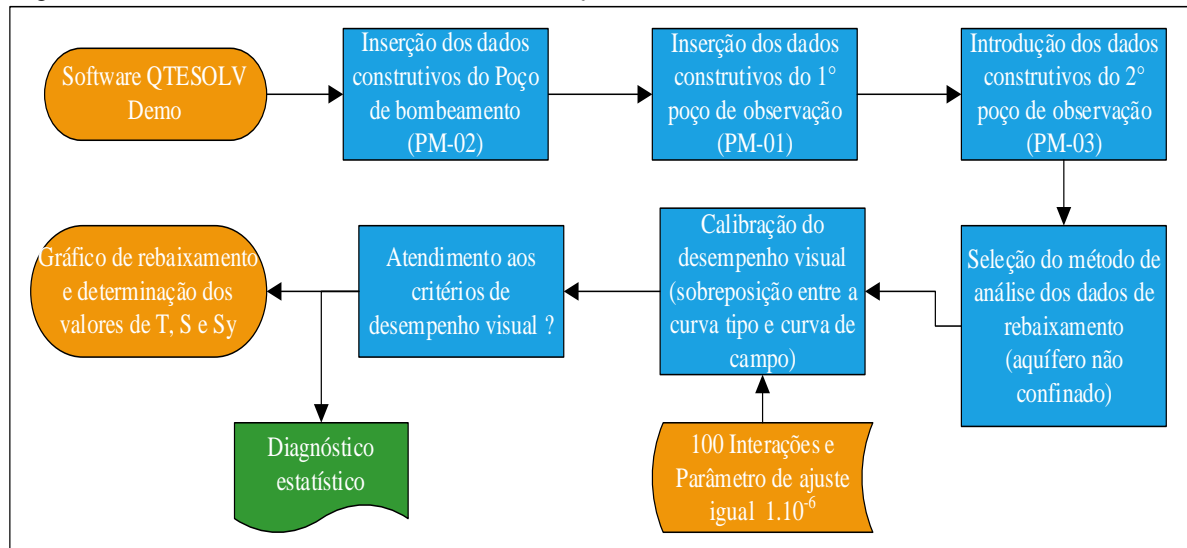 Software QTESOLV
Demo
Inserção dos dados
construtivos do Poço
de bombeamento
(PM-02)
Inserção dos dados
construtivos do 1°
poço de observação
(PM-01)
Introdução dos dados
construtivos do 2°
poço de observação
(PM-03)
Seleção do método de
análise dos dados de
rebaixamento
(aquífero não
confinado)
Calibração do
desempenho visual
(sobreposição entre a
curva tipo e curva de
campo)
100 Interações e
Parâmetro de ajuste
igual 1.10⁻⁶
Atendimento aos
critérios de
desempenho visual ?
Gráfico de rebaixamento
e determinação dos
valores de T, S e Sy
Diagnóstico
estatístico